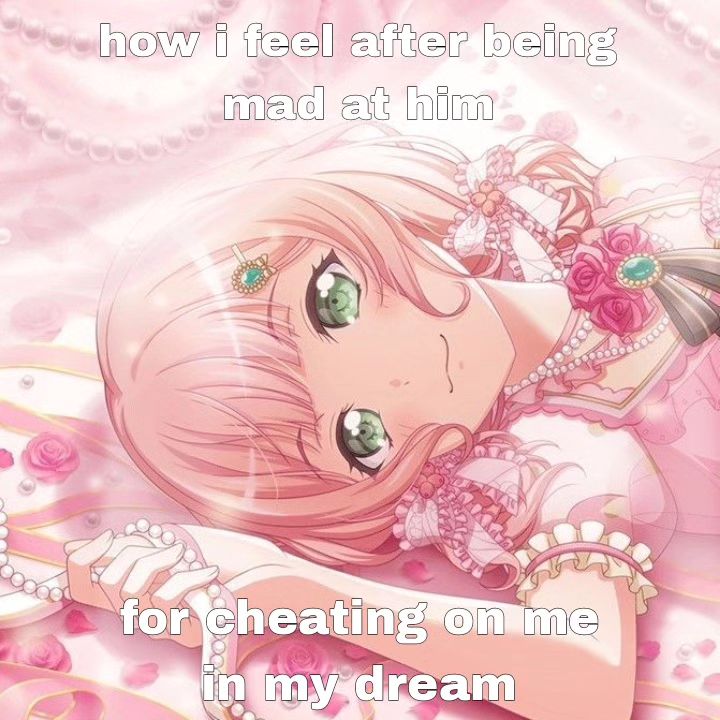 how i feel after being
mad at him
for cheating on me
in my dream